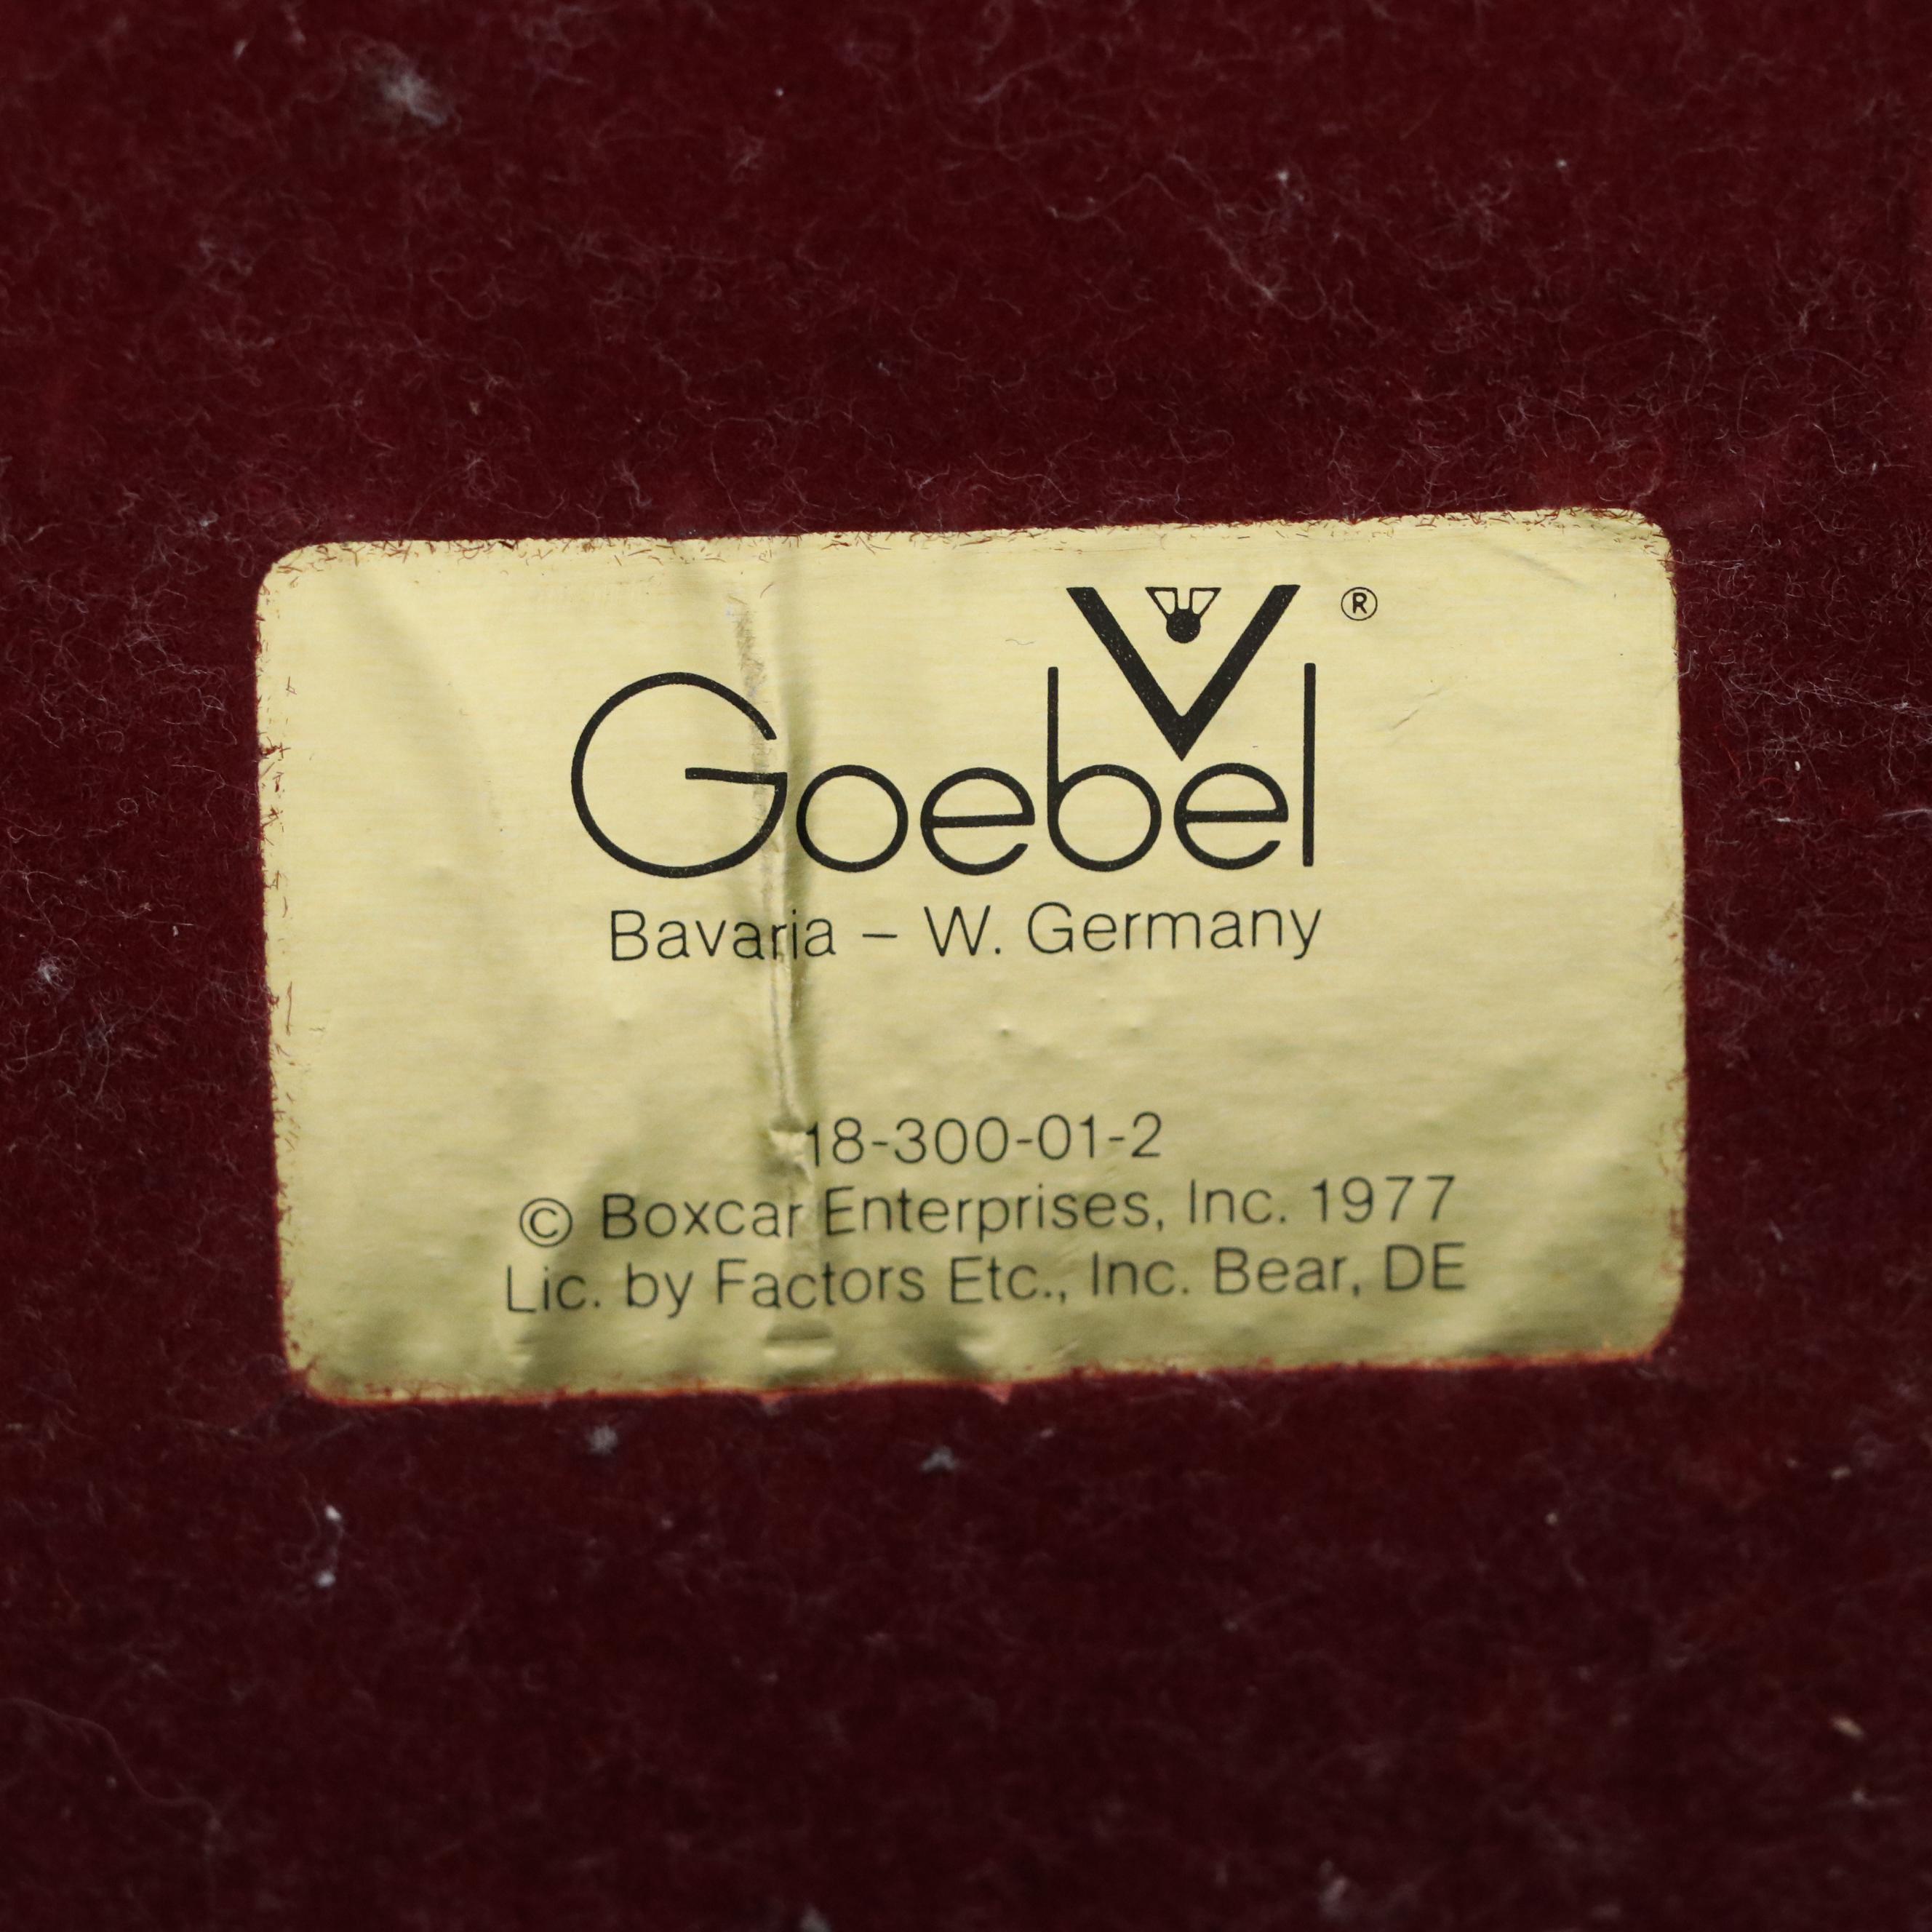 Goebel ®
Bavaria – W. Germany
18-300-01-2
© Boxcar Enterprises, Inc. 1977
Lic. by Factors Etc., Inc. Bear, DE